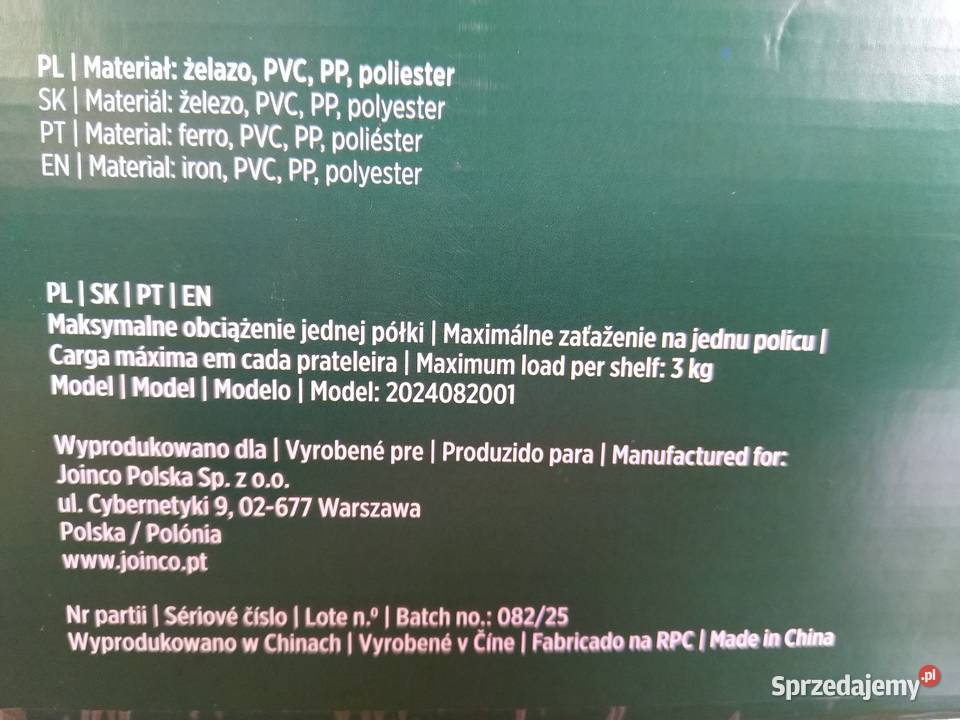 PL | Materiał: żelazo, PVC, PP, poliester
SK | Materiál: železo, PVC, PP, polyester
PT | Material: ferro, PVC, PP, poliéster
EN | Material: iron, PVC, PP, polyester
PL | SK | PT | EN
Maksymalne obciążenie jednej półki | Maximálne zaťaženie na jednu policu |
Carga máxima em cada prateleira | Maximum load per shelf: 3 kg
Model | Model | Modelo | Model: 2024082001
Wyprodukowano dla | Vyrobené pre | Produzido para | Manufactured for:
Joinco Polska Sp. z o.o.
ul. Cybernetyki 9, 02-677 Warszawa
Polska / Polónia
www.joinco.pt
Nr partii | Sériové číslo | Lote n.º | Batch no.: 082/25
Wyprodukowano w Chinach | Vyrobené v Číne | Fabricado na RPC | Made in China
Sprzedajemy.pl